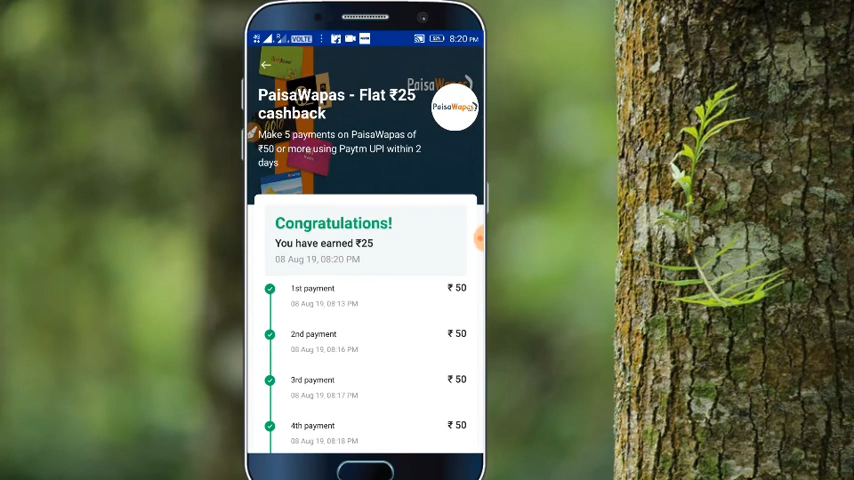 VOLTE
8:20 PM
PaisaWapas
PaisaWapas - Flat ₹25
cashback
PaisaWapas
Make 5 payments on PaisaWapas of
₹50 or more using Paytm UPI within 2
days
Congratulations!
You have earned ₹25
08 Aug 19, 08:20 PM
1st payment ₹ 50
08 Aug 19, 08:13 PM
2nd payment ₹ 50
08 Aug 19, 08:16 PM
3rd payment ₹ 50
08 Aug 19, 08:17 PM
4th payment ₹ 50
08 Aug 19, 08:18 PM